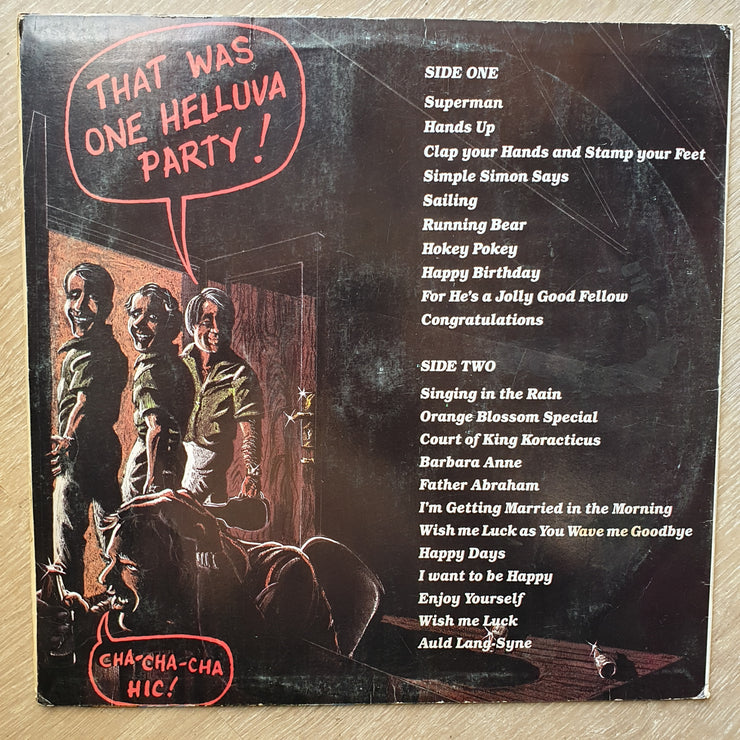 THAT WAS
ONE HELLUVA
PARTY!
SIDE ONE
Superman
Hands Up
Clap your Hands and Stamp your Feet
Simple Simon Says
Sailing
Running Bear
Hokey Pokey
Happy Birthday
For He's a Jolly Good Fellow
Congratulations
SIDE TWO
Singing in the Rain
Orange Blossom Special
Court of King Koracticus
Barbara Anne
Father Abraham
I'm Getting Married in the Morning
Wish me Luck as You Wave me Goodbye
Happy Days
I want to be Happy
Enjoy Yourself
Wish me Luck
Auld Lang-Syne
CHA-CHA-CHA
HIC!